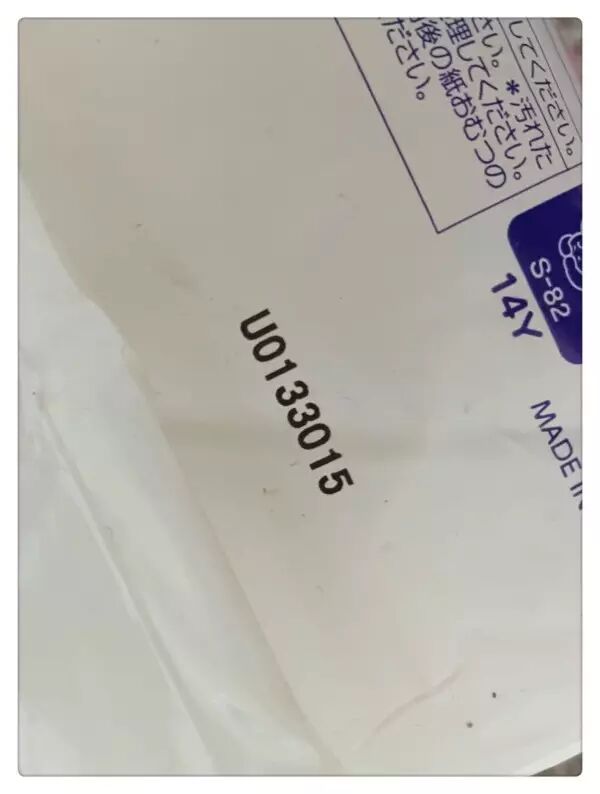 してください。
さい。*汚れた
理してください。
後の紙おむつの
ださい。
S-82
14Y
MADE IN
U0133015